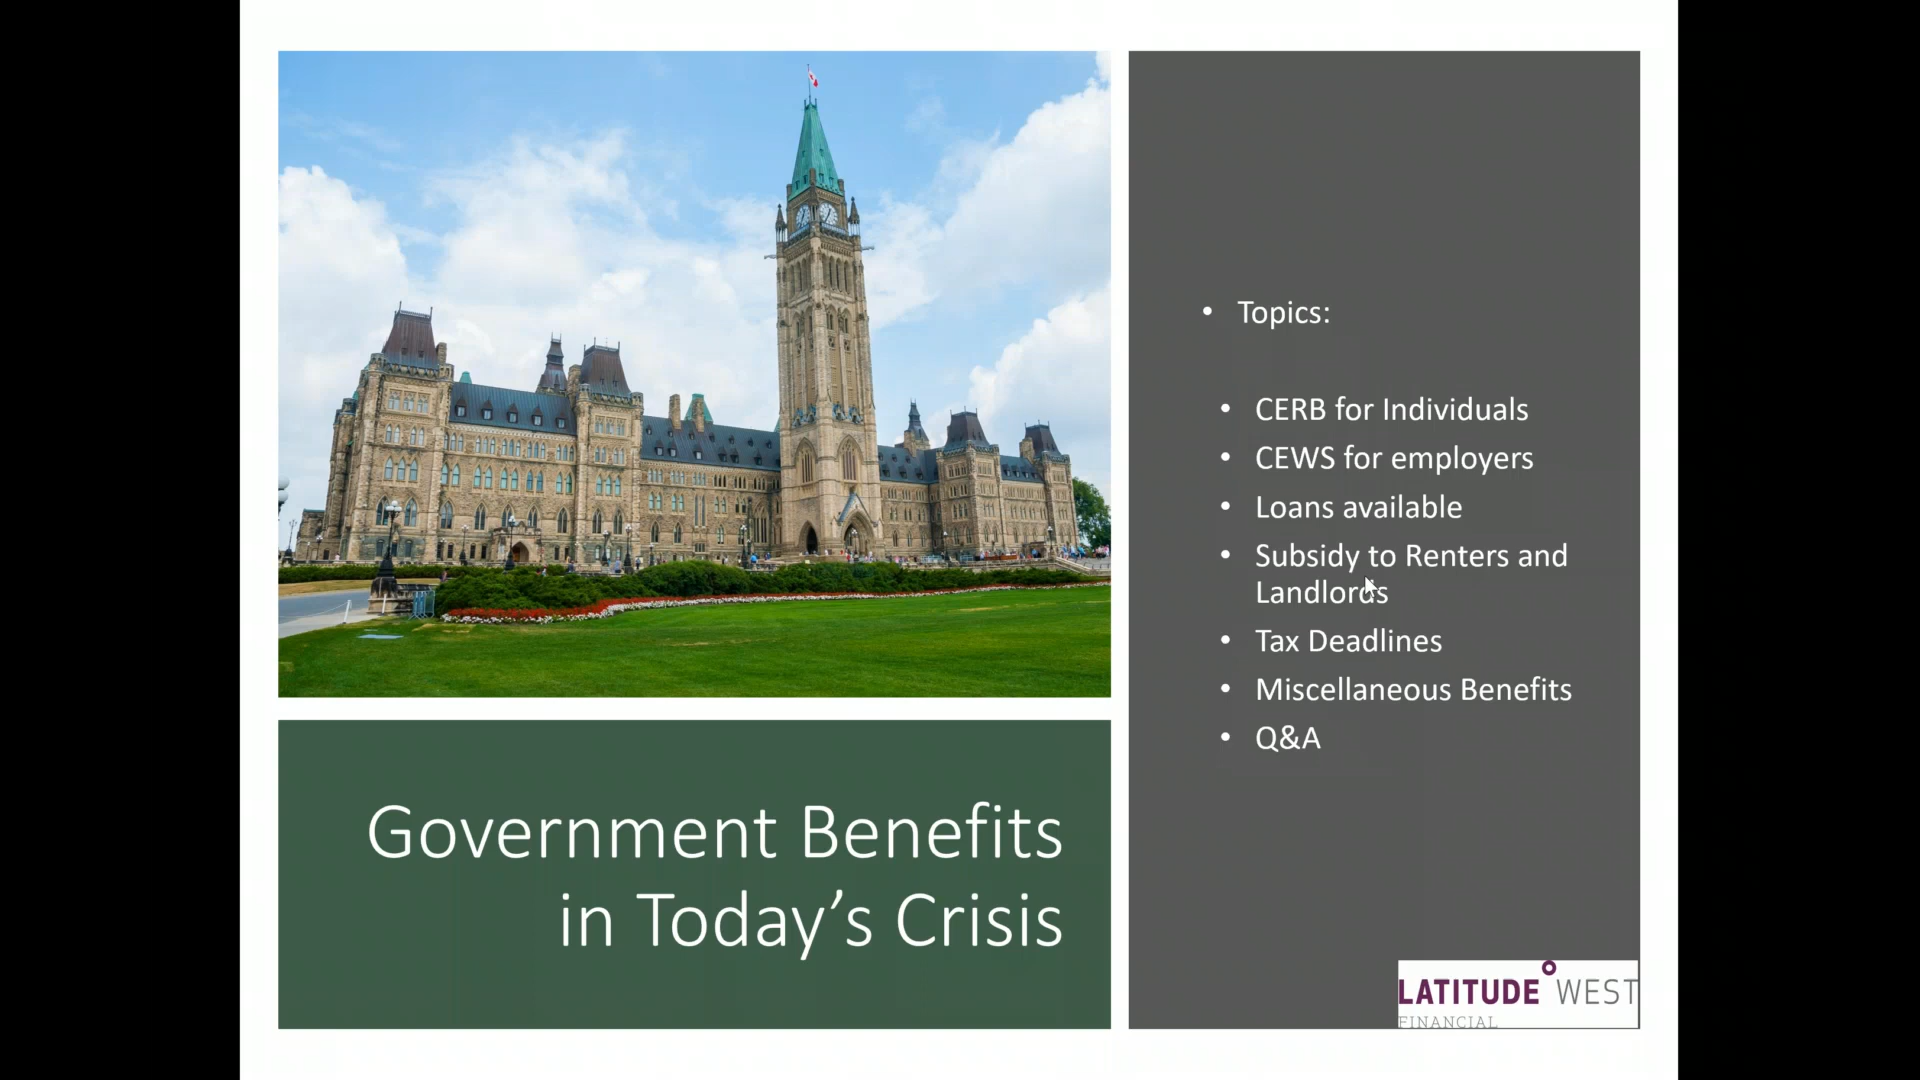 Topics:
CERB for Individuals
CEWS for employers
Loans available
Subsidy to Renters and
Landlords
Tax Deadlines
Miscellaneous Benefits
Q&A
Government Benefits
in Today’s Crisis
LATITUDE WEST
FINANCIAL